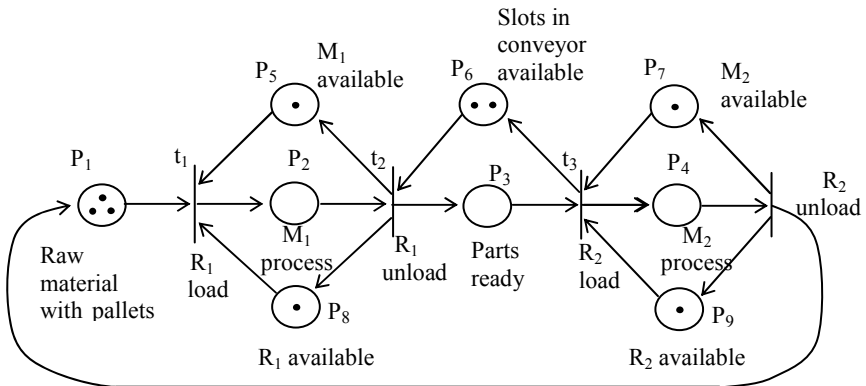 Slots in
conveyor
available
M₁
available
P₅
P₆
P₇
M₂
available
P₁
t₁
P₂
t₂
P₃
t₃
P₄
R₂
unload
Raw
material
with pallets
R₁
load
M₁
process
R₁
unload
Parts
ready
R₂
load
M₂
process
P₈
P₉
R₁ available
R₂ available